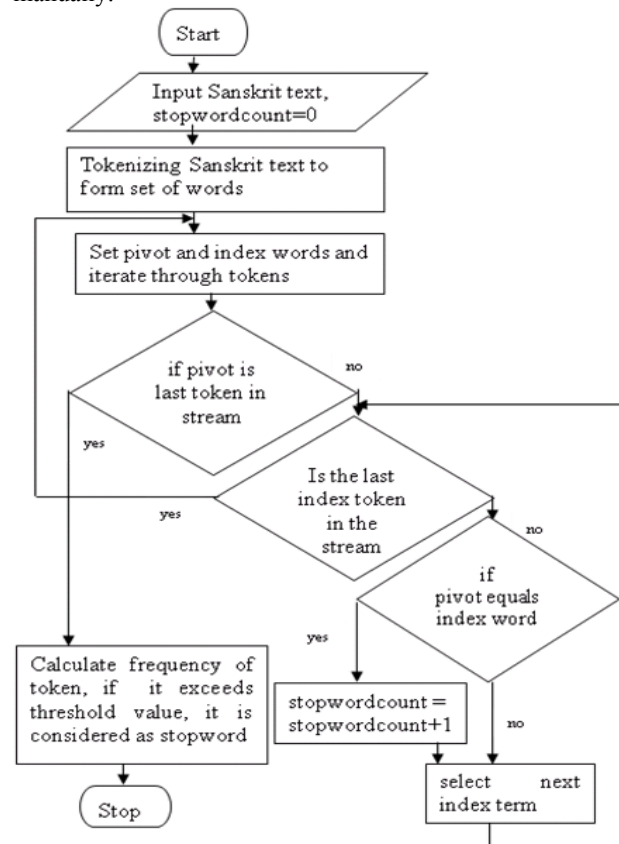 manually.
Start
Input Sanskrit text,
stopwordcount=0
Tokenizing Sanskrit text to
form set of words
Set pivot and index words and
iterate through tokens
if pivot is
last token in
stream
no
yes
Is the last
index token
in the
stream
yes
no
if
pivot equals
index word
yes
no
Calculate frequency of
token, if it exceeds
threshold value, it is
considered as stopword
stopwordcount =
stopwordcount+1
select next
index term
Stop